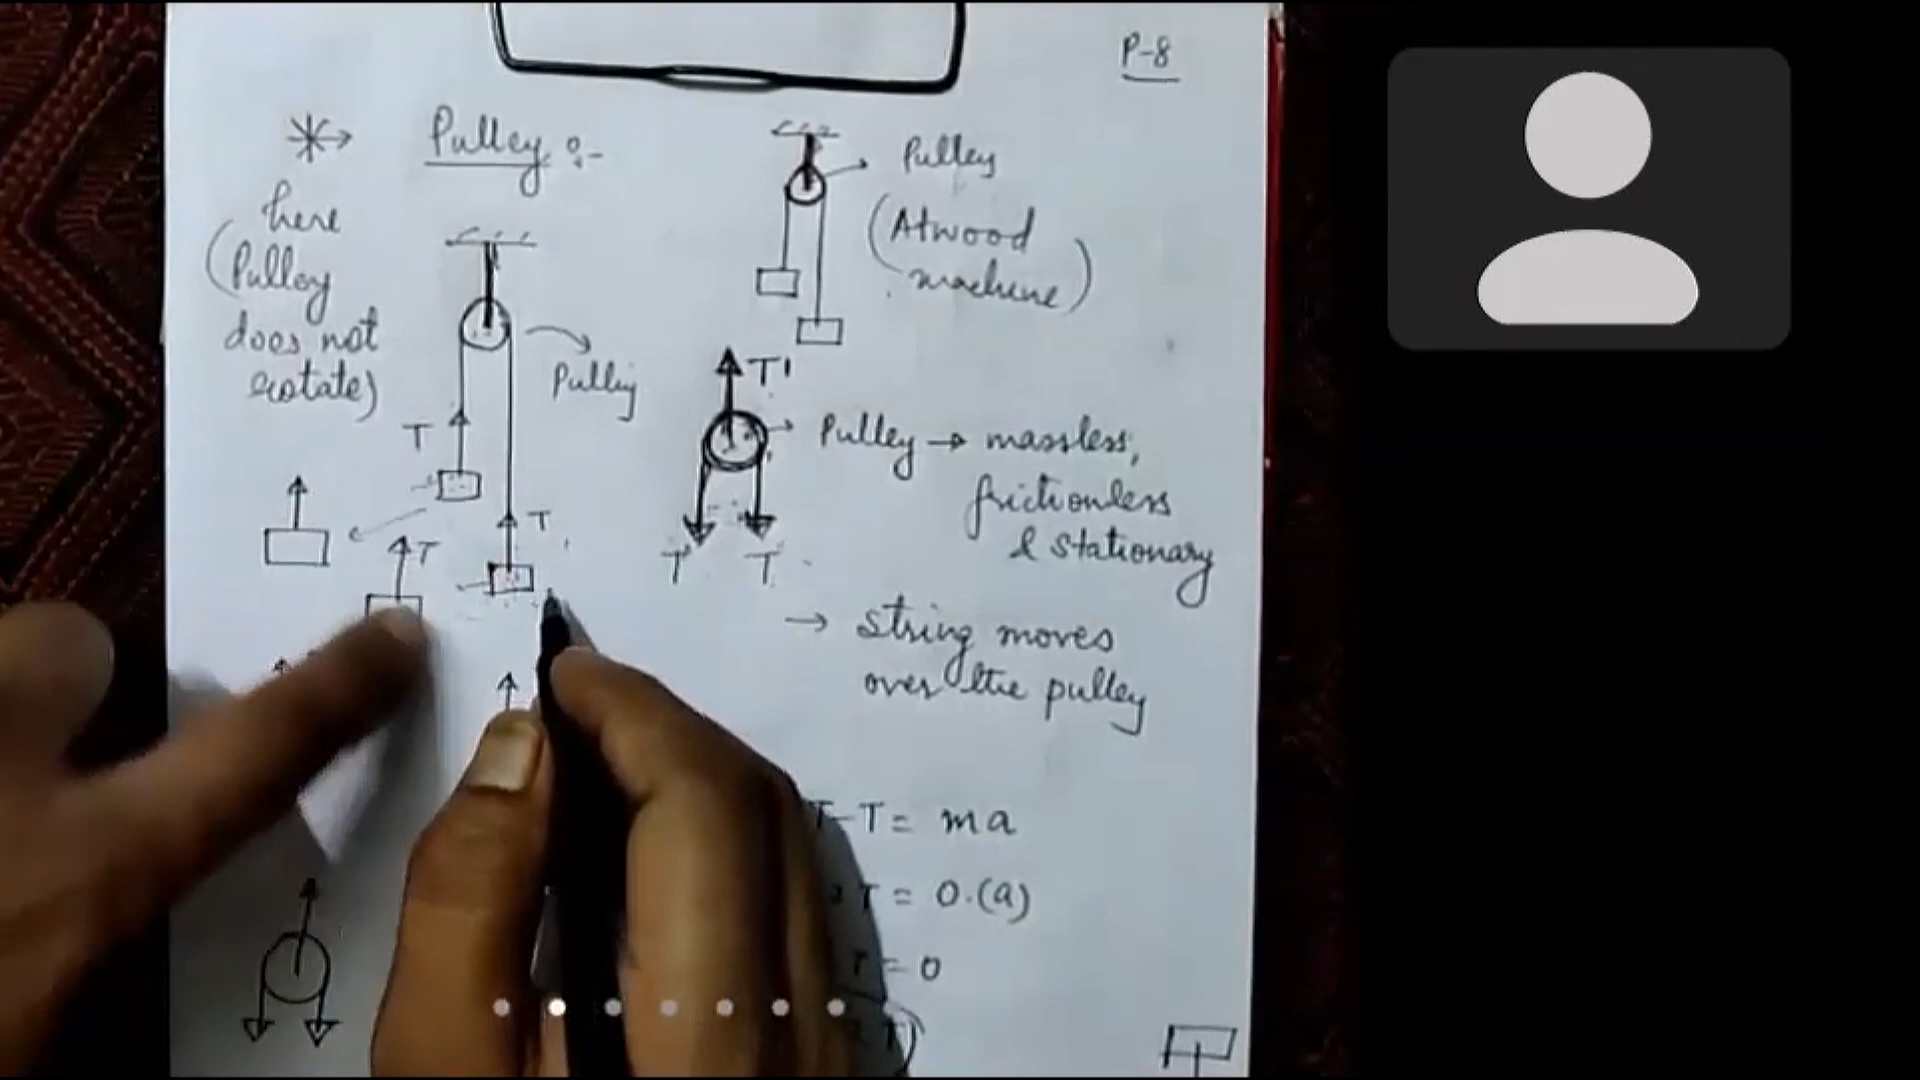 P-8
Pulley :-
Pulley
(Atwood
machine)
here
(Pulley
does not
rotate)
Pulley
T
T
T
T'
Pulley → massless,
frictionless
& stationary
T T
→ string moves
over the pulley
T - T = ma
T = 0.(a)
T = 0